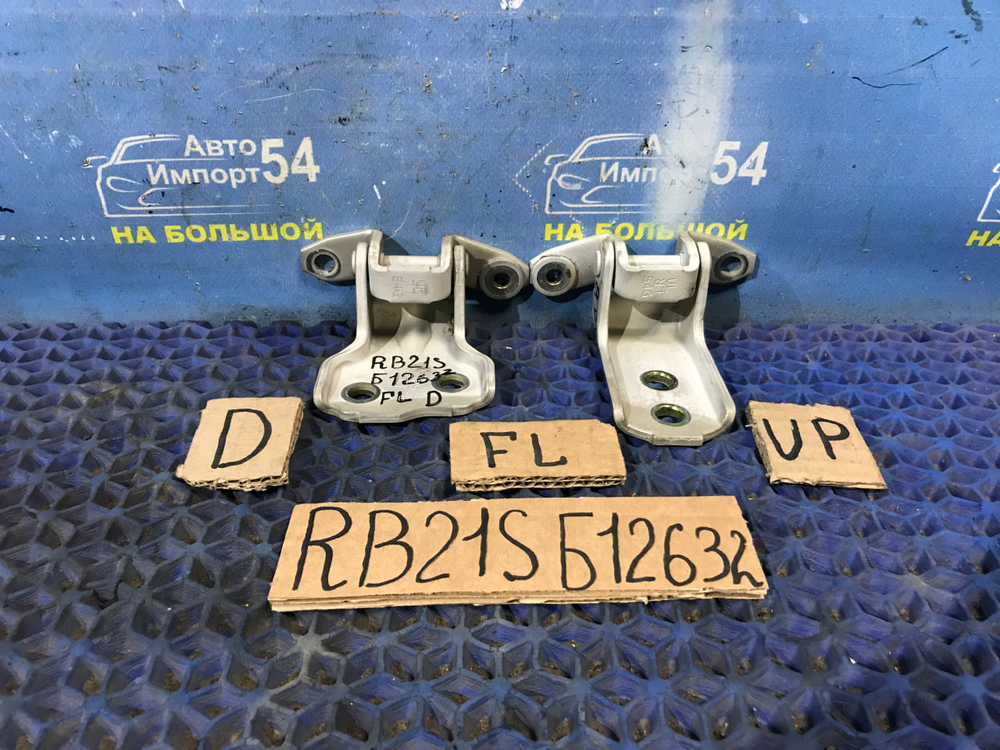 Авто
Импорт 54
НА БОЛЬШОЙ
Авто
Импорт 54
НА БОЛЬШОЙ
НА
RB21S
Б12632
FL D
D
FL
UP
RB21S Б12632